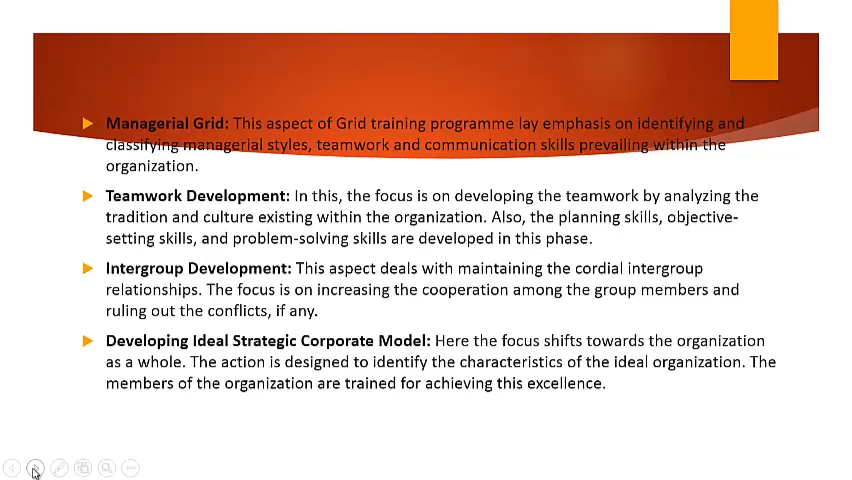 Managerial Grid: This aspect of Grid training programme lay emphasis on identifying and
classifying managerial styles, teamwork and communication skills prevailing within the
organization.
Teamwork Development: In this, the focus is on developing the teamwork by analyzing the
tradition and culture existing within the organization. Also, the planning skills, objective-
setting skills, and problem-solving skills are developed in this phase.
Intergroup Development: This aspect deals with maintaining the cordial intergroup
relationships. The focus is on increasing the cooperation among the group members and
ruling out the conflicts, if any.
Developing Ideal Strategic Corporate Model: Here the focus shifts towards the organization
as a whole. The action is designed to identify the characteristics of the ideal organization. The
members of the organization are trained for achieving this excellence.